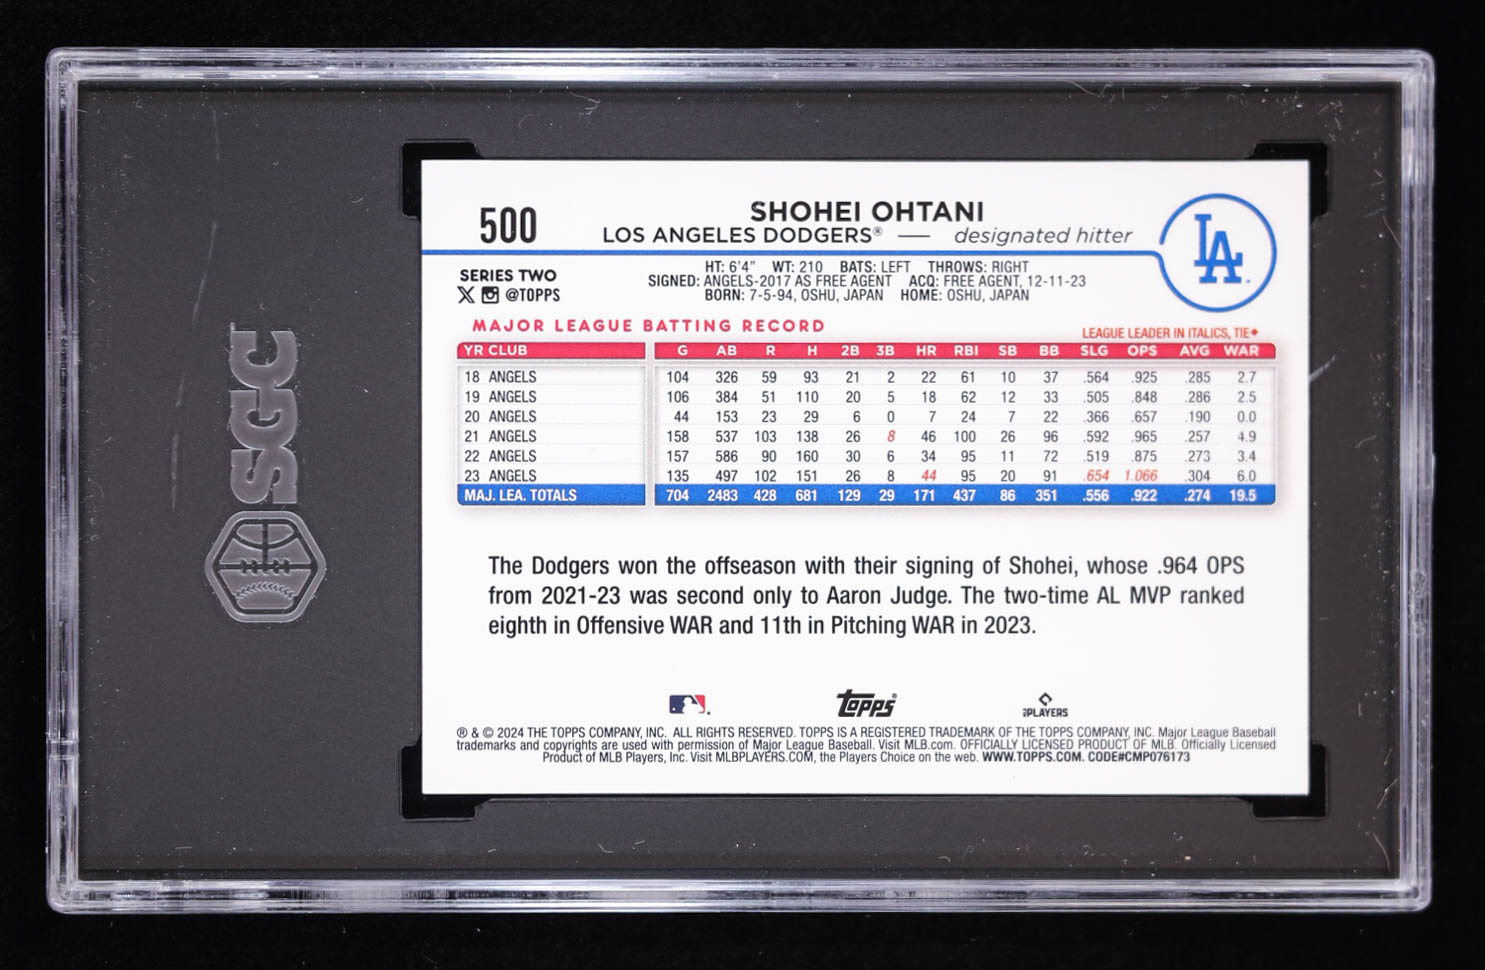 SGC
500
SHOHEI OHTANI
LOS ANGELES DODGERS® — designated hitter
LA
SERIES TWO
@TOPPS
HT: 6'4" WT: 210 BATS: LEFT THROWS: RIGHT
SIGNED: ANGELS-2017 AS FREE AGENT ACQ: FREE AGENT, 12-11-23
BORN: 7-5-94, OSHU, JAPAN HOME: OSHU, JAPAN
MAJOR LEAGUE BATTING RECORD
LEAGUE LEADER IN ITALICS, TIE◆
YR CLUB G AB R H 2B 3B HR RBI SB BB SLG OPS AVG WAR
18 ANGELS 104 326 59 93 21 2 22 61 10 37 .564 .925 .285 2.7
19 ANGELS 106 384 51 110 20 5 18 62 12 33 .505 .848 .286 2.5
20 ANGELS 44 153 23 29 6 0 7 24 7 22 .366 .657 .190 0.0
21 ANGELS 158 537 103 138 26 8 46 100 26 96 .592 .965 .257 4.9
22 ANGELS 157 586 90 160 30 6 34 95 11 72 .519 .875 .273 3.4
23 ANGELS 135 497 102 151 26 8 44 95 20 91 .654 1.066 .304 6.0
MAJ. LEA. TOTALS 704 2483 428 681 129 29 171 437 86 351 .556 .922 .274 19.5
The Dodgers won the offseason with their signing of Shohei, whose .964 OPS
from 2021-23 was second only to Aaron Judge. The two-time AL MVP ranked
eighth in Offensive WAR and 11th in Pitching WAR in 2023.
Topps®
PLAYERS
® & © 2024 THE TOPPS COMPANY, INC. ALL RIGHTS RESERVED. TOPPS IS A REGISTERED TRADEMARK OF THE TOPPS COMPANY, INC. Major League Baseball
trademarks and copyrights are used with permission of Major League Baseball. Visit MLB.com. OFFICIALLY LICENSED PRODUCT OF MLB. Officially Licensed
Product of MLB Players, Inc. Visit MLBPLAYERS.COM, the Players Choice on the web. WWW.TOPPS.COM. CODE#CMP076173